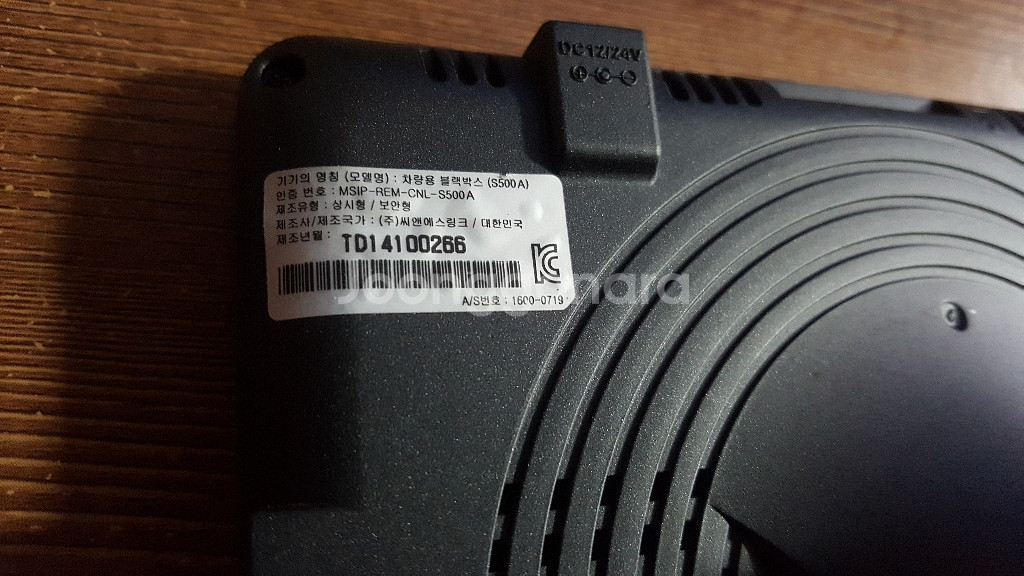 DC12/24V
기기의 명칭 (모델명) : 차량용 블랙박스 (S500A)
인증 번호 : MSIP-REM-CNL-S500A
제조유형 : 상시형 / 보안형
제조사/제조국가 : (주)씨앤에스링크 / 대한민국
제조년월 : TD14100266
A/S번호 : 1600-0719